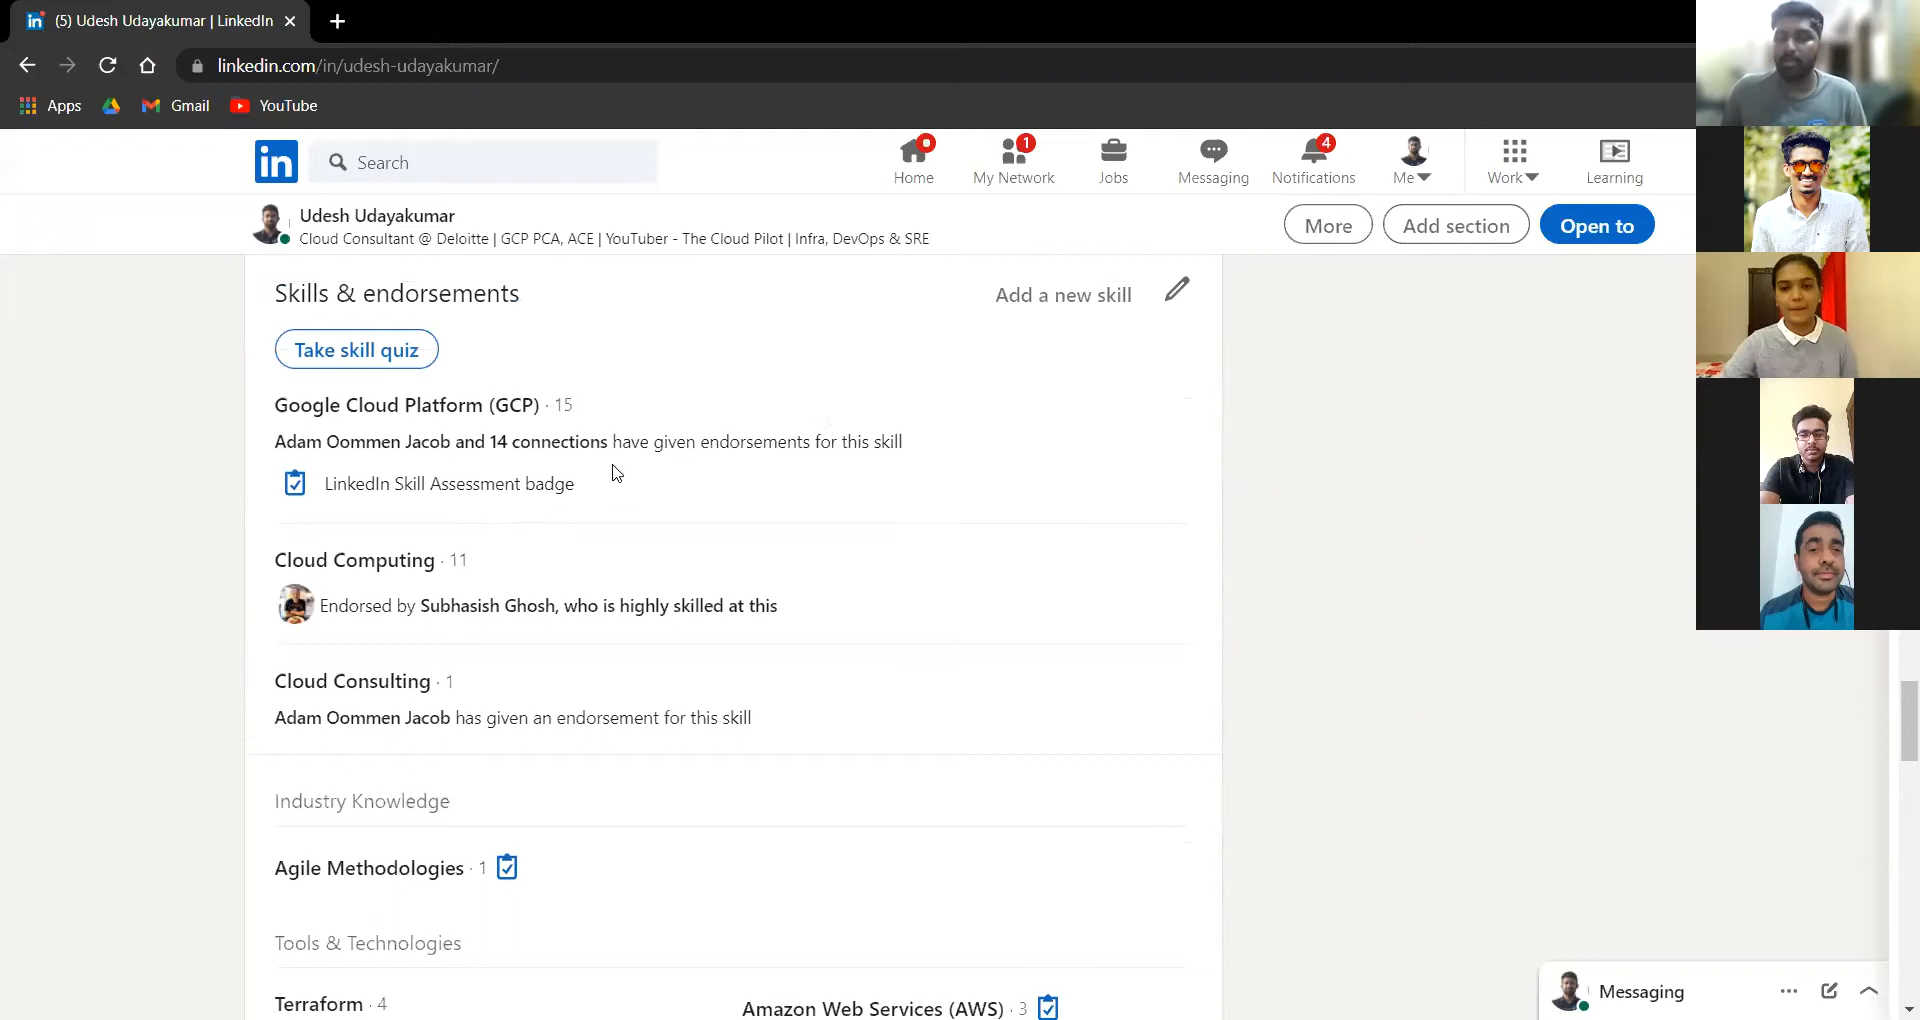 (5) Udesh Udayakumar | LinkedIn
linkedin.com/in/udesh-udayakumar/
Apps
Gmail
YouTube
in
Search
Home
1
My Network
Jobs
Messaging
4
Notifications
Me
Work
Learning
Udesh Udayakumar
Cloud Consultant @ Deloitte | GCP PCA, ACE | YouTuber - The Cloud Pilot | Infra, DevOps & SRE
More
Add section
Open to
Skills & endorsements
Add a new skill
Take skill quiz
Google Cloud Platform (GCP) · 15
Adam Oommen Jacob and 14 connections have given endorsements for this skill
LinkedIn Skill Assessment badge
Cloud Computing · 11
Endorsed by Subhasish Ghosh, who is highly skilled at this
Cloud Consulting · 1
Adam Oommen Jacob has given an endorsement for this skill
Industry Knowledge
Agile Methodologies · 1
Tools & Technologies
Terraform · 4
Amazon Web Services (AWS) · 3
Messaging